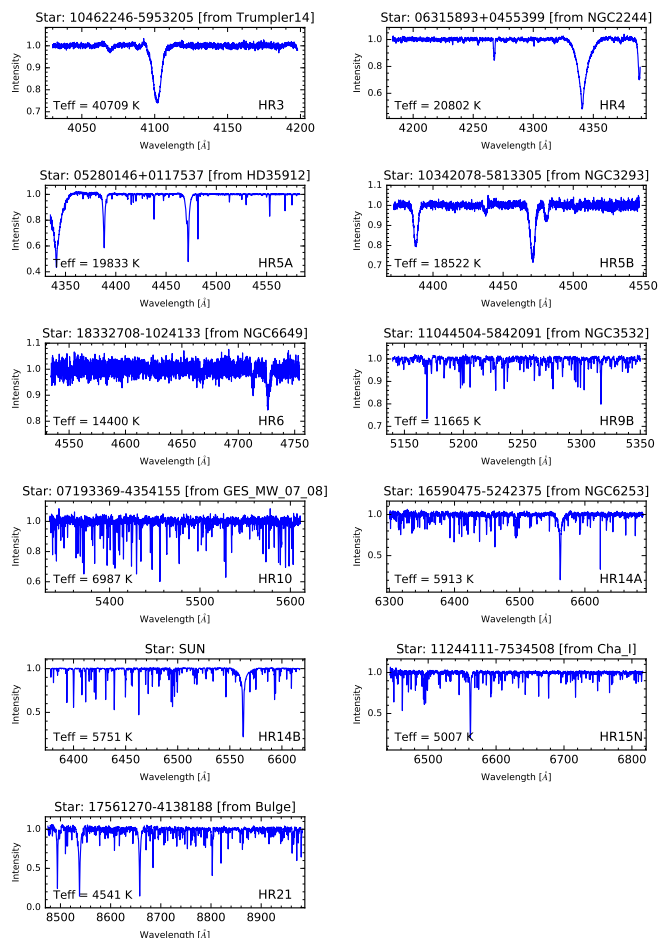 Star: 10462246-5953205 [from Trumpler14]
Intensity
1.0
0.9
0.8
0.7
Teff = 40709 K
HR3
4050
4100
4150
4200
Wavelength [Å]
Star: 06315893+0455399 [from NGC2244]
Intensity
1.0
0.8
0.6
Teff = 20802 K
HR4
4200
4250
4300
4350
Wavelength [Å]
Star: 05280146+0117537 [from HD35912]
Intensity
1.0
0.8
0.6
0.4
Teff = 19833 K
HR5A
4350
4400
4450
4500
4550
Wavelength [Å]
Star: 10342078-5813305 [from NGC3293]
Intensity
1.1
1.0
0.9
0.8
0.7
Teff = 18522 K
HR5B
4400
4450
4500
4550
Wavelength [Å]
Star: 18332708-1024133 [from NGC6649]
Intensity
1.1
1.0
0.9
0.8
Teff = 14400 K
HR6
4550
4600
4650
4700
4750
Wavelength [Å]
Star: 11044504-5842091 [from NGC3532]
Intensity
1.0
0.9
0.8
0.7
Teff = 11665 K
HR9B
5150
5200
5250
5300
5350
Wavelength [Å]
Star: 07193369-4354155 [from GES_MW_07_08]
Intensity
1.0
0.8
0.6
Teff = 6987 K
HR10
5400
5500
5600
Wavelength [Å]
Star: 16590475-5242375 [from NGC6253]
Intensity
1.0
0.5
Teff = 5913 K
HR14A
6300
6400
6500
6600
Wavelength [Å]
Star: SUN
Intensity
1.0
0.5
Teff = 5751 K
HR14B
6400
6450
6500
6550
6600
Wavelength [Å]
Star: 11244111-7534508 [from Cha_I]
Intensity
1.0
0.5
Teff = 5007 K
HR15N
6500
6600
6700
6800
Wavelength [Å]
Star: 17561270-4138188 [from Bulge]
Intensity
1.0
0.5
0.0
Teff = 4541 K
HR21
8500
8600
8700
8800
8900
Wavelength [Å]